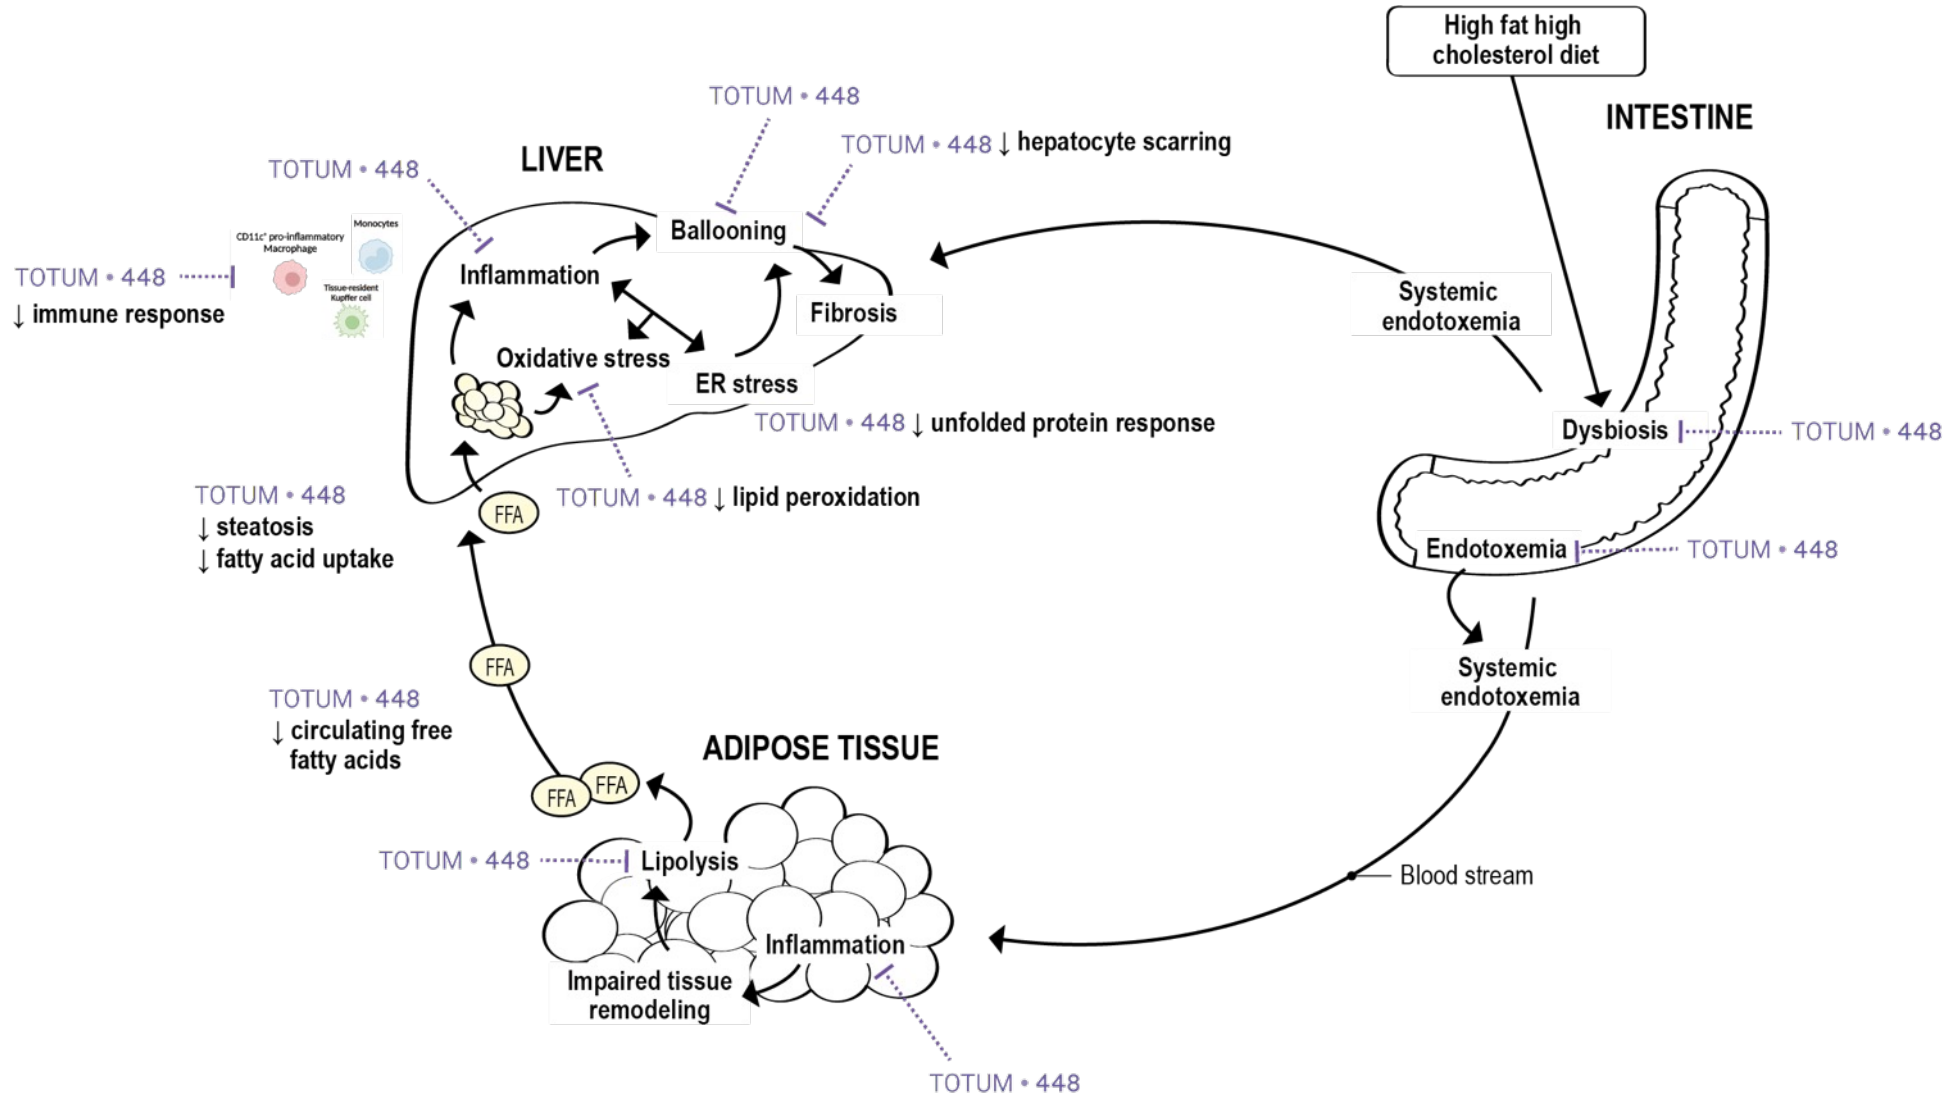 High fat high
cholesterol diet
INTESTINE
TOTUM • 448
TOTUM • 448 ↓ hepatocyte scarring
LIVER
TOTUM • 448
Monocytes
CD11c⁺ pro-inflammatory
Macrophage
Tissue-resident
Kupffer cell
TOTUM • 448
↓ immune response
Ballooning
Inflammation
Fibrosis
Oxidative stress
ER stress
Systemic
endotoxemia
TOTUM • 448 ↓ unfolded protein response
Dysbiosis
TOTUM • 448
TOTUM • 448
↓ steatosis
↓ fatty acid uptake
FFA
TOTUM • 448 ↓ lipid peroxidation
Endotoxemia
TOTUM • 448
Systemic
endotoxemia
FFA
TOTUM • 448
↓ circulating free
fatty acids
ADIPOSE TISSUE
FFA
FFA
TOTUM • 448
Lipolysis
Blood stream
Inflammation
Impaired tissue
remodeling
TOTUM • 448